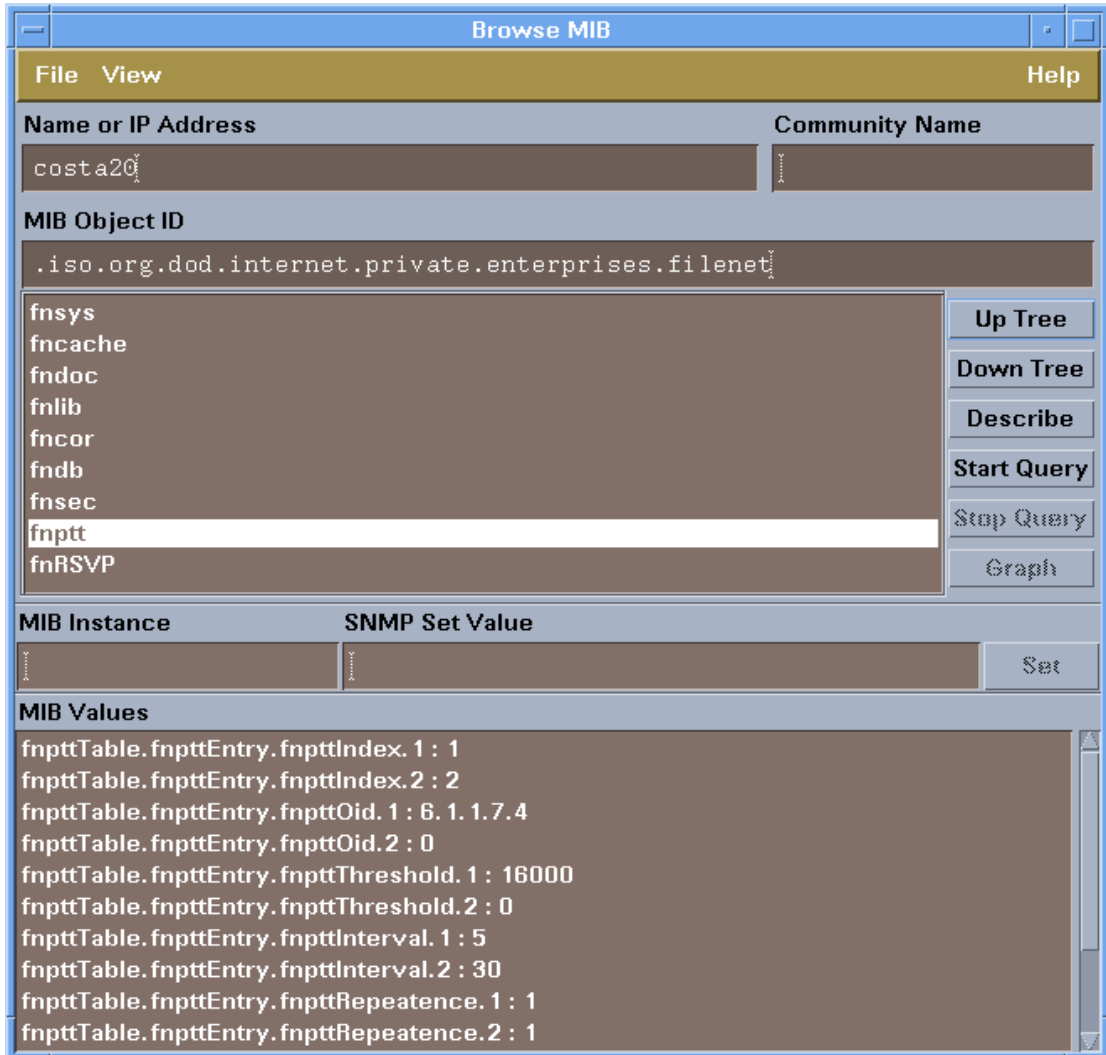 Browse MIB
File View Help
Name or IP Address Community Name
costa20
MIB Object ID
.iso.org.dod.internet.private.enterprises.filenet
fnsys
fncache
fndoc
fnlib
fncor
fndb
fnsec
fnptt
fnRSVP
Up Tree
Down Tree
Describe
Start Query
Stop Query
Graph
MIB Instance SNMP Set Value
Set
MIB Values
fnpttTable.fnpttEntry.fnpttIndex.1 : 1
fnpttTable.fnpttEntry.fnpttIndex.2 : 2
fnpttTable.fnpttEntry.fnpttOid.1 : 6.1.1.7.4
fnpttTable.fnpttEntry.fnpttOid.2 : 0
fnpttTable.fnpttEntry.fnpttThreshold.1 : 16000
fnpttTable.fnpttEntry.fnpttThreshold.2 : 0
fnpttTable.fnpttEntry.fnpttInterval.1 : 5
fnpttTable.fnpttEntry.fnpttInterval.2 : 30
fnpttTable.fnpttEntry.fnpttRepeatence.1 : 1
fnpttTable.fnpttEntry.fnpttRepeatence.2 : 1